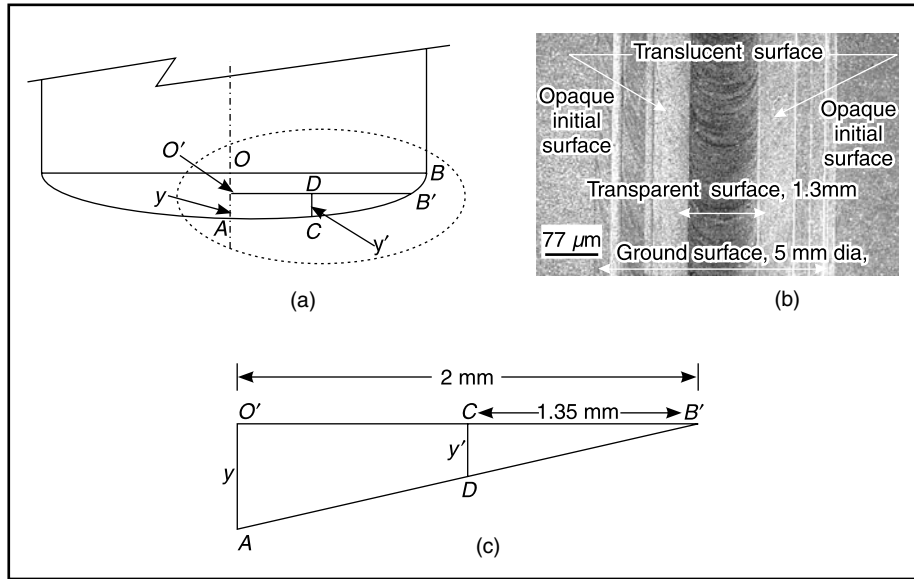 O′
O
D
B
y
B′
A
C
y′
(a)
Translucent surface
Opaque
initial
surface
Opaque
initial
surface
Transparent surface, 1.3mm
77 µm
Ground surface, 5 mm dia,
(b)
2 mm
O′
C
1.35 mm
B′
y
y′
D
A
(c)